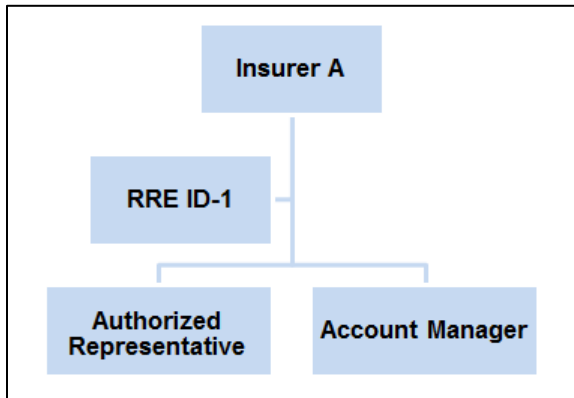 Insurer A
RRE ID-1
Authorized
Representative
Account Manager